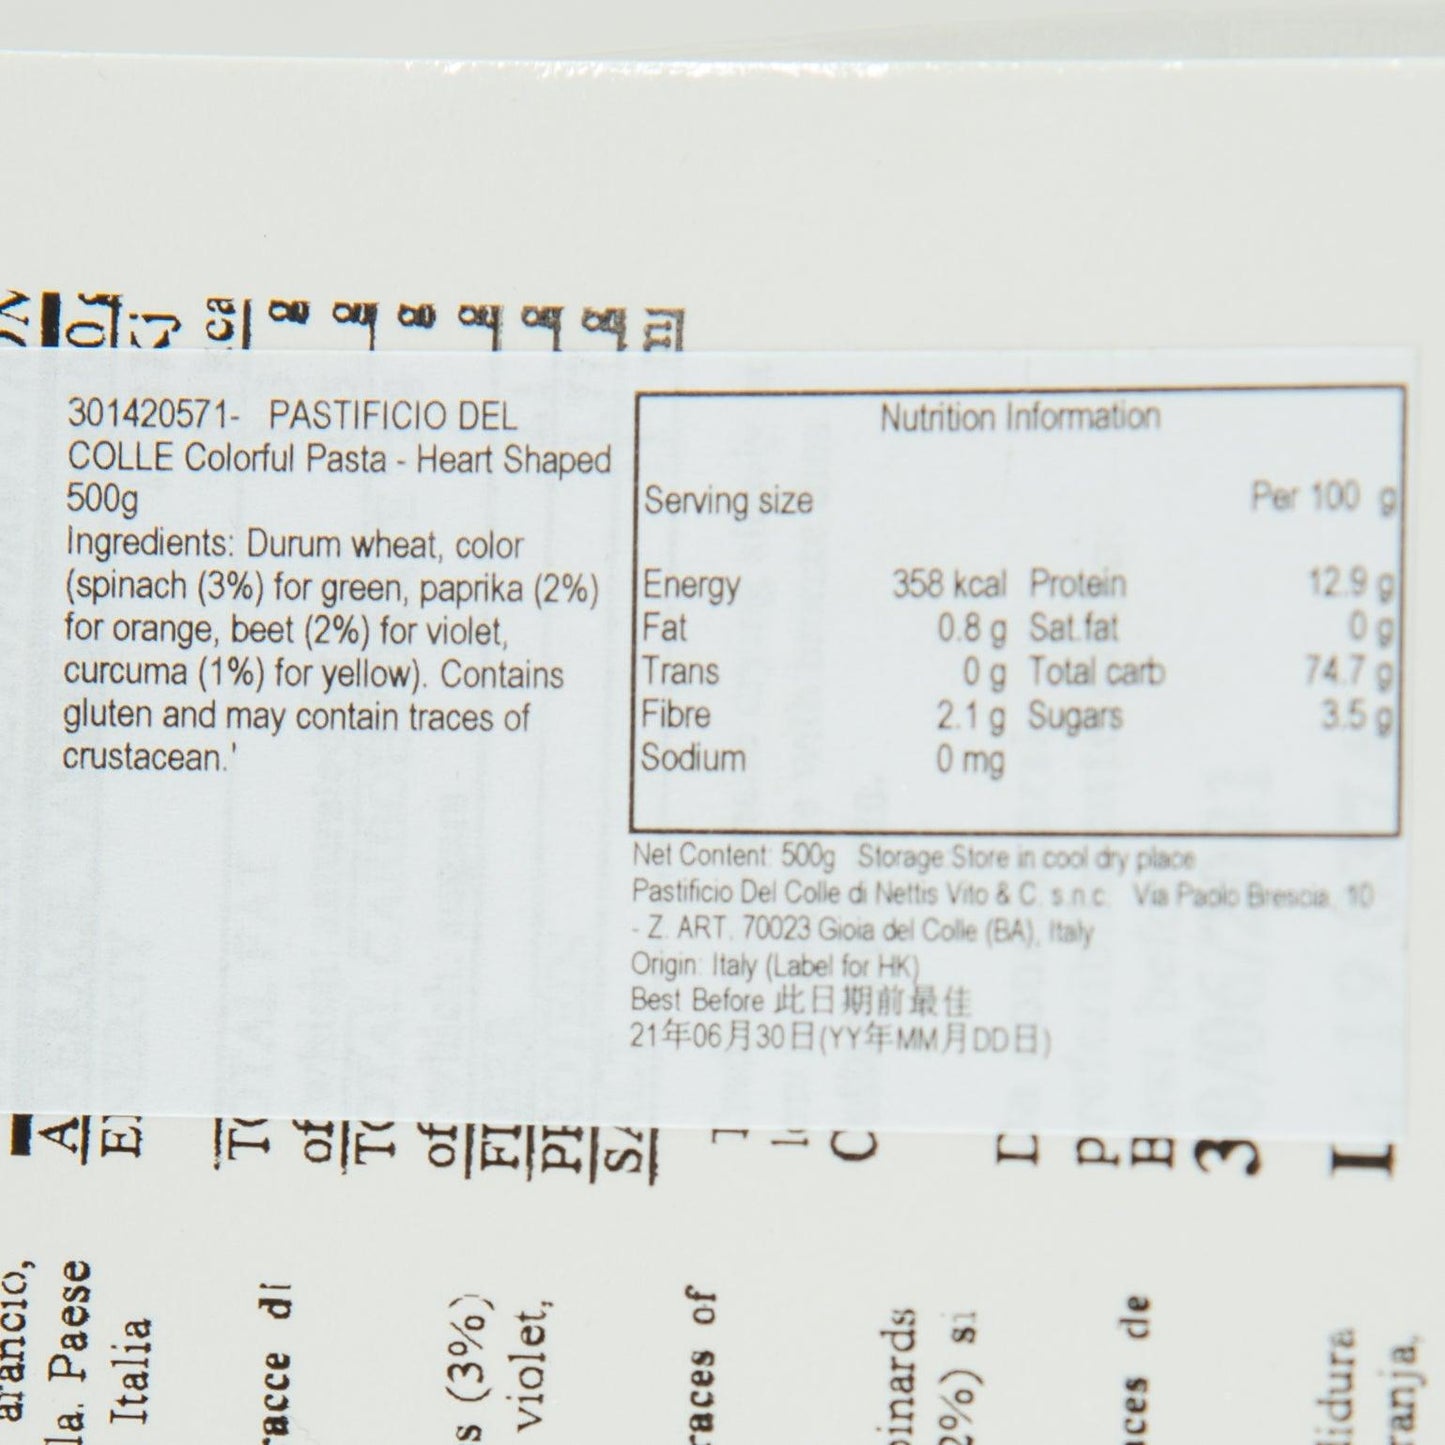 301420571- PASTIFICIO DEL
COLLE Colorful Pasta - Heart Shaped
500g
Ingredients: Durum wheat, color
(spinach (3%) for green, paprika (2%)
for orange, beet (2%) for violet,
curcuma (1%) for yellow). Contains
gluten and may contain traces of
crustacean.'
Nutrition Information
Serving size Per 100 g
Energy 358 kcal Protein 12.9 g
Fat 0.8 g Sat.fat 0 g
Trans 0 g Total carb 74.7 g
Fibre 2.1 g Sugars 3.5 g
Sodium 0 mg
Net Content: 500g Storage:Store in cool dry place
Pastificio Del Colle di Nettis Vito & C. s.n.c. Via Paolo Brescia, 10
- Z. ART. 70023 Gioia del Colle (BA), Italy
Origin: Italy (Label for HK)
Best Before 此日期前最佳
21年06月30日(YY年MM月DD日)
arancio,
la. Paese
Italia
racce di
s (3%)
violet,
races of
pinards
2%) si
aces de
lidura
ranja,